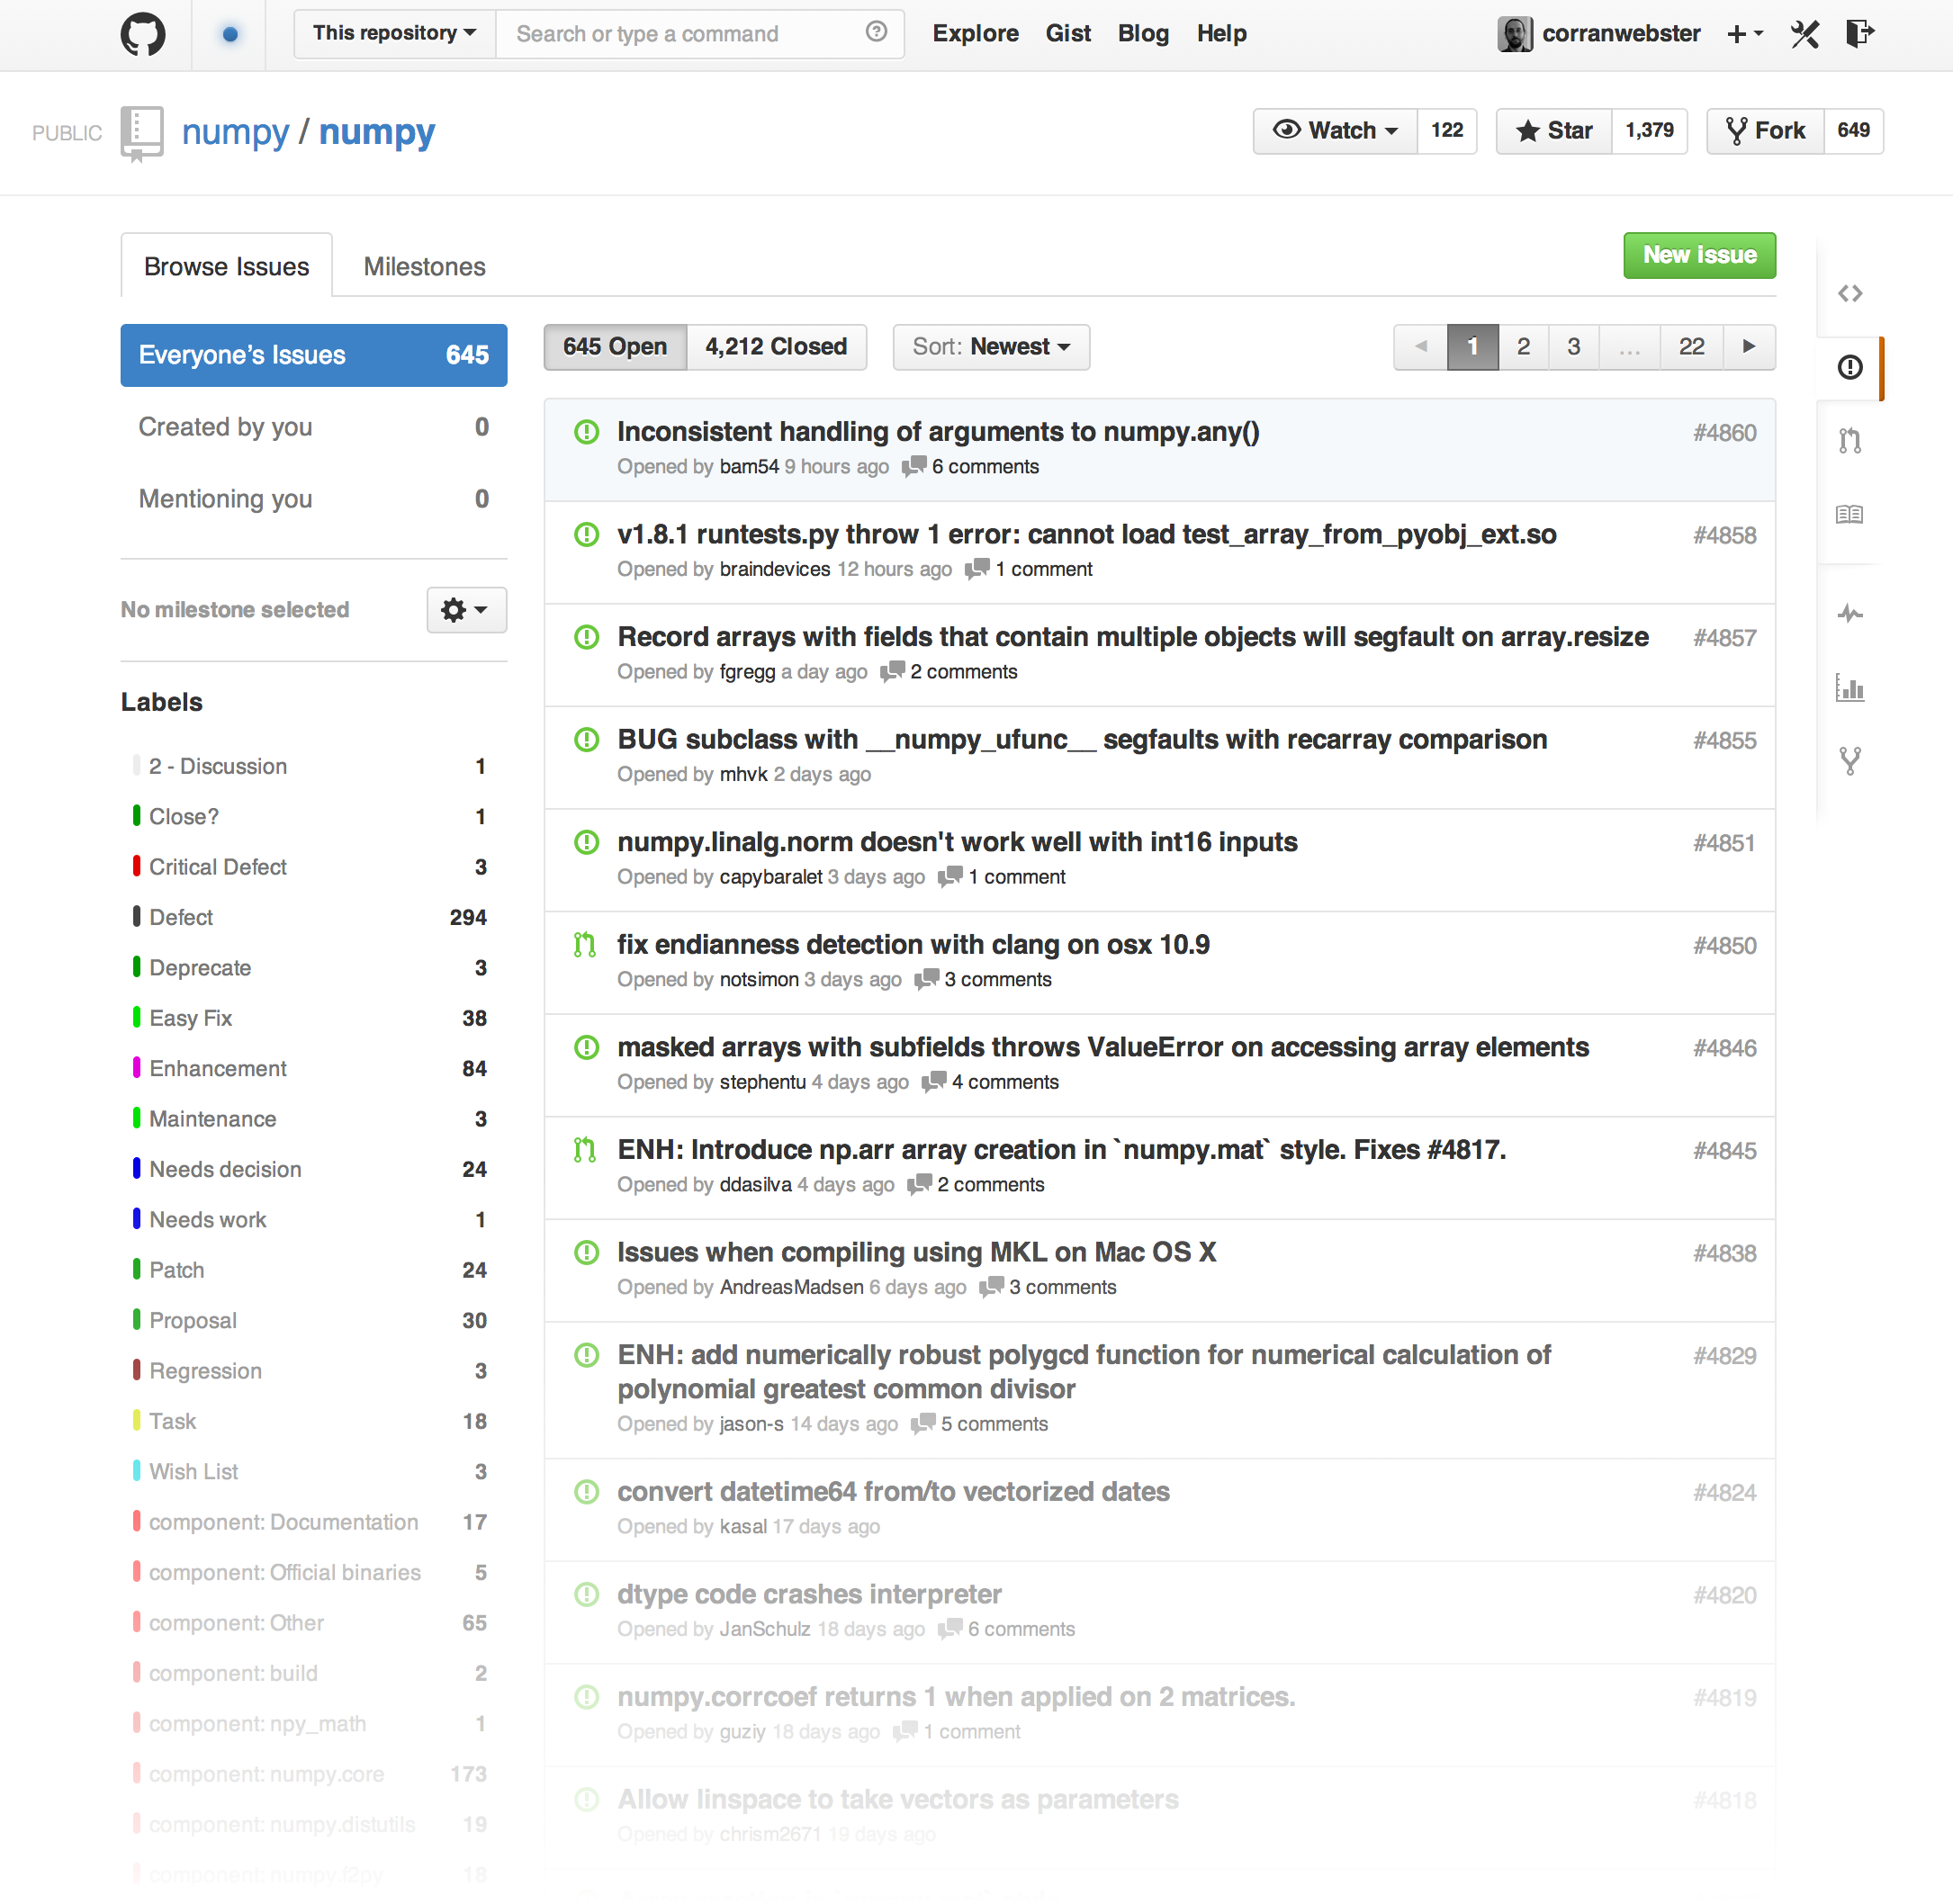 This repository Search or type a command Explore Gist Blog Help corranwebster
PUBLIC numpy / numpy Watch 122 Star 1,379 Fork 649
Browse Issues Milestones New issue
Everyone’s Issues 645
Created by you 0
Mentioning you 0
No milestone selected
Labels
2 - Discussion 1
Close? 1
Critical Defect 3
Defect 294
Deprecate 3
Easy Fix 38
Enhancement 84
Maintenance 3
Needs decision 24
Needs work 1
Patch 24
Proposal 30
Regression 3
Task 18
Wish List 3
component: Documentation 17
component: Official binaries 5
component: Other 65
component: build 2
component: npy_math 1
component: numpy.core 173
component: numpy.distutils 19
component: numpy.f2py 18
645 Open 4,212 Closed Sort: Newest 1 2 3 ... 22
Inconsistent handling of arguments to numpy.any() #4860
Opened by bam54 9 hours ago 6 comments
v1.8.1 runtests.py throw 1 error: cannot load test_array_from_pyobj_ext.so #4858
Opened by braindevices 12 hours ago 1 comment
Record arrays with fields that contain multiple objects will segfault on array.resize #4857
Opened by fgregg a day ago 2 comments
BUG subclass with __numpy_ufunc__ segfaults with recarray comparison #4855
Opened by mhvk 2 days ago
numpy.linalg.norm doesn't work well with int16 inputs #4851
Opened by capybaralet 3 days ago 1 comment
fix endianness detection with clang on osx 10.9 #4850
Opened by notsimon 3 days ago 3 comments
masked arrays with subfields throws ValueError on accessing array elements #4846
Opened by stephentu 4 days ago 4 comments
ENH: Introduce np.arr array creation in `numpy.mat` style. Fixes #4817. #4845
Opened by ddasilva 4 days ago 2 comments
Issues when compiling using MKL on Mac OS X #4838
Opened by AndreasMadsen 6 days ago 3 comments
ENH: add numerically robust polygcd function for numerical calculation of #4829
polynomial greatest common divisor
Opened by jason-s 14 days ago 5 comments
convert datetime64 from/to vectorized dates #4824
Opened by kasal 17 days ago
dtype code crashes interpreter #4820
Opened by JanSchulz 18 days ago 6 comments
numpy.corrcoef returns 1 when applied on 2 matrices. #4819
Opened by guziy 18 days ago 1 comment
Allow linspace to take vectors as parameters #4818
Opened by chrism2671 19 days ago